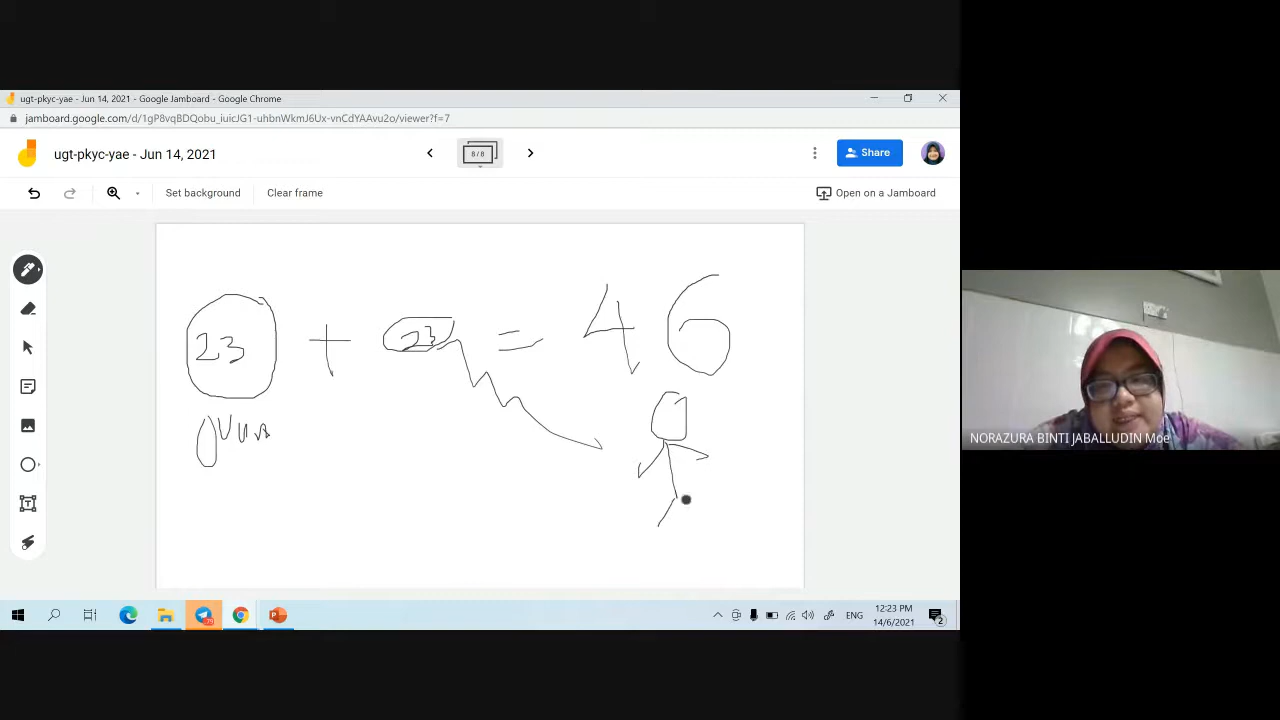 ugt-pkyc-yae - Jun 14, 2021 - Google Jamboard - Google Chrome
jamboard.google.com/d/1gP8vqBDQobu_iuicJG1-uhbnWkmJ6Ux-vnCdYAAvu2o/viewer?f=7
ugt-pkyc-yae - Jun 14, 2021
8 / 8
Share
Set background
Clear frame
Open on a Jamboard
23 + 23 = 46
NORAZURA BINTI JABALLUDIN Moe
ENG
12:23 PM
14/6/2021
2